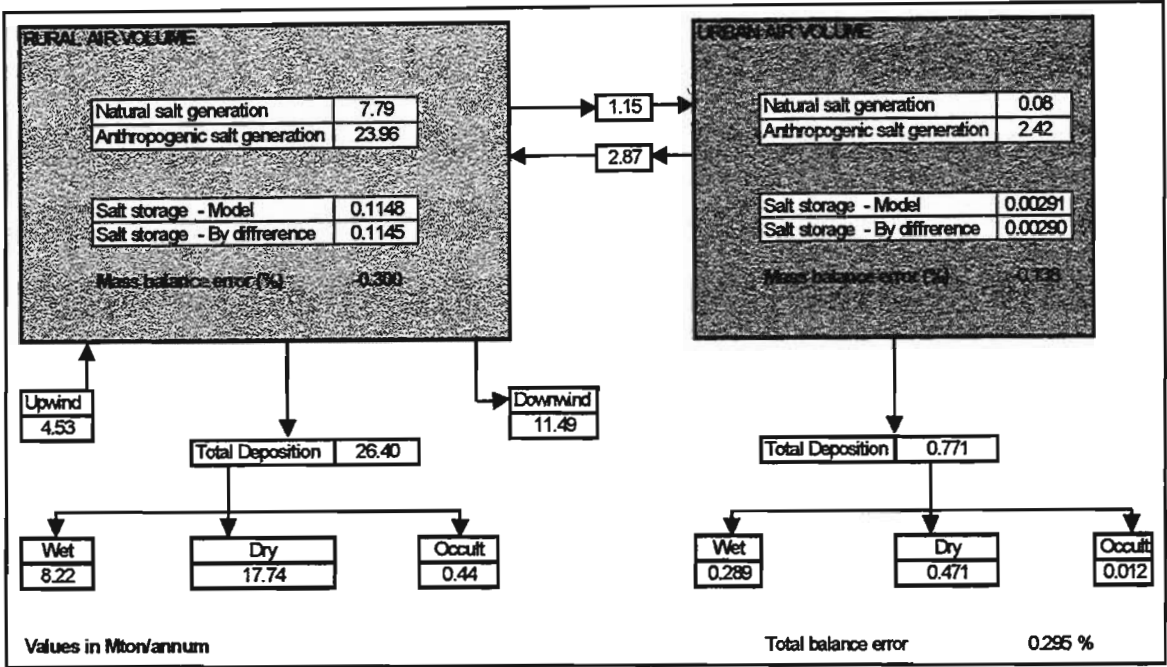 RURAL AIR VOLUME
URBAN AIR VOLUME
Natural salt generation 7.79
Anthropogenic salt generation 23.96
1.15
2.87
Natural salt generation 0.08
Anthropogenic salt generation 2.42
Salt storage - Model 0.1148
Salt storage - By diffrerence 0.1145
Mass balance error (%) -0.300
Salt storage - Model 0.00291
Salt storage - By diffrerence 0.00290
Mass balance error (%)
Upwind
4.53
Downwind
11.49
Total Deposition 26.40
Total Deposition 0.771
Wet
8.22
Dry
17.74
Occult
0.44
Wet
0.289
Dry
0.471
Occult
0.012
Values in Mton/annum
Total balance error 0.295 %